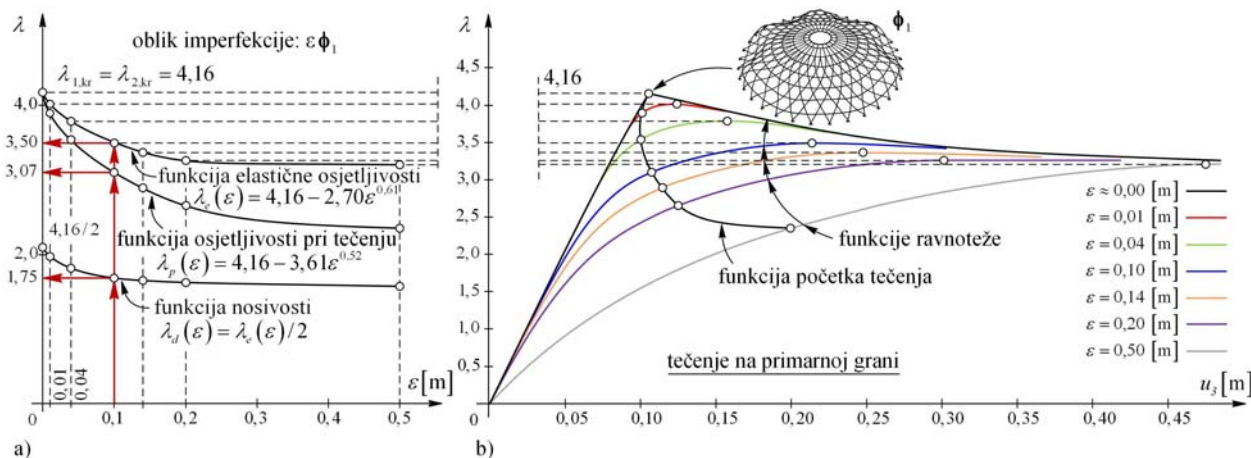 λ
oblik imperfekcije: εϕ₁
λ₁,kr = λ₂,kr = 4,16
4,0
3,50
3,07
2,0
1,75
0
funkcija elastične osjetljivosti
λₑ(ε) = 4,16 − 2,70ε^0,61
4,16/2
funkcija osjetljivosti pri tečenju
λₚ(ε) = 4,16 − 3,61ε^0,52
funkcija nosivosti
λ_d(ε) = λₑ(ε)/2
0,01
0,04
ε [m]
0
0,1
0,2
0,3
0,4
0,5
a)
λ
ϕ₁
4,16
4,5
4,0
3,5
3,0
2,5
2,0
1,5
1,0
0,5
funkcije ravnoteže
funkcija početka tečenja
tečenje na primarnoj grani
ε ≈ 0,00 [m]
ε = 0,01 [m]
ε = 0,04 [m]
ε = 0,10 [m]
ε = 0,14 [m]
ε = 0,20 [m]
ε = 0,50 [m]
u₃ [m]
0
0,05
0,10
0,15
0,20
0,25
0,30
0,35
0,40
0,45
b)